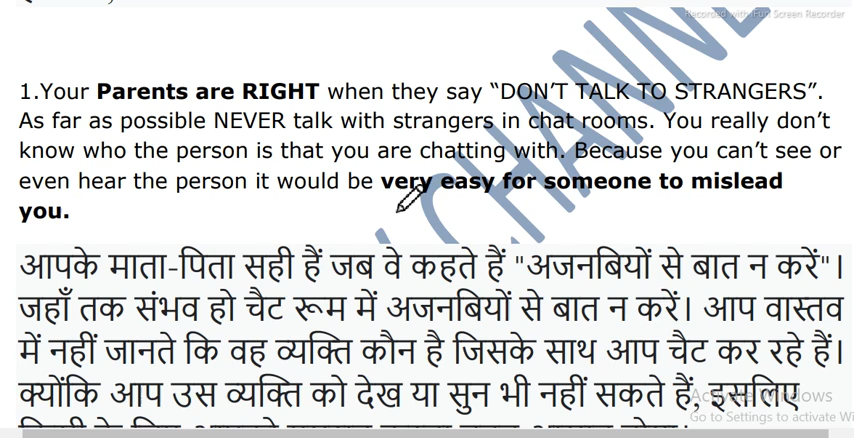 Recorded with iFun Screen Recorder
1.Your Parents are RIGHT when they say “DON’T TALK TO STRANGERS”.
As far as possible NEVER talk with strangers in chat rooms. You really don’t
know who the person is that you are chatting with. Because you can’t see or
even hear the person it would be very easy for someone to mislead
you.
CHANNE
आपके माता-पिता सही हैं जब वे कहते हैं "अजनबियों से बात न करें"।
जहाँ तक संभव हो चैट रूम में अजनबियों से बात न करें। आप वास्तव
में नहीं जानते कि वह व्यक्ति कौन है जिसके साथ आप चैट कर रहे हैं।
क्योंकि आप उस व्यक्ति को देख या सुन भी नहीं सकते हैं, इसलिए
Activate Windows
Go to Settings to activate Wi